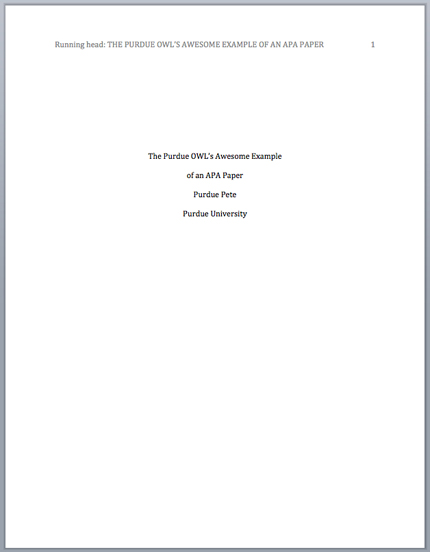 Running head: THE PURDUE OWL'S AWESOME EXAMPLE OF AN APA PAPER 1
The Purdue OWL's Awesome Example
of an APA Paper
Purdue Pete
Purdue University